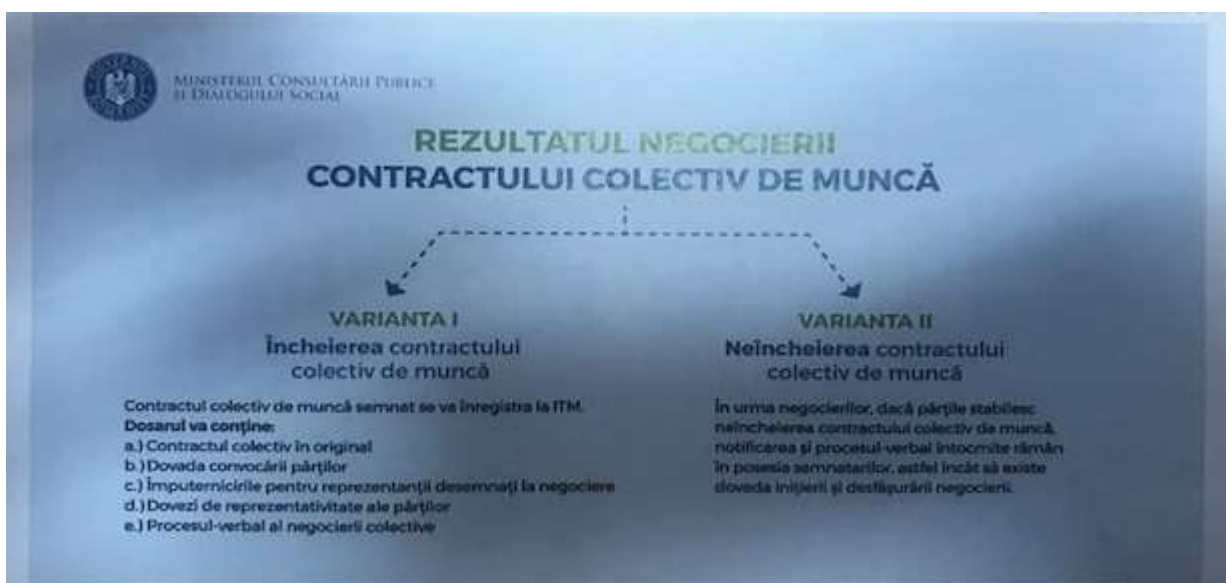 MINISTERUL CONSULTĂRII PUBLICE
ȘI DIALOGULUI SOCIAL
REZULTATUL NEGOCIERII
CONTRACTULUI COLECTIV DE MUNCĂ
VARIANTA I
Încheierea contractului
colectiv de muncă
Contractul colectiv de muncă semnat se va înregistra la ITM.
Dosarul va conține:
a.) Contractul colectiv în original
b.) Dovada convocării părților
c.) Împuternicirile pentru reprezentanții desemnați la negociere
d.) Dovezi de reprezentativitate ale părților
e.) Procesul-verbal al negocierii colective
VARIANTA II
Neîncheierea contractului
colectiv de muncă
În urma negocierilor, dacă părțile stabilesc
neîncheierea contractului colectiv de muncă,
notificarea și procesul-verbal întocmite rămân
în posesia semnatarilor, astfel încât să existe
dovada inițierii și desfășurării negocierii.